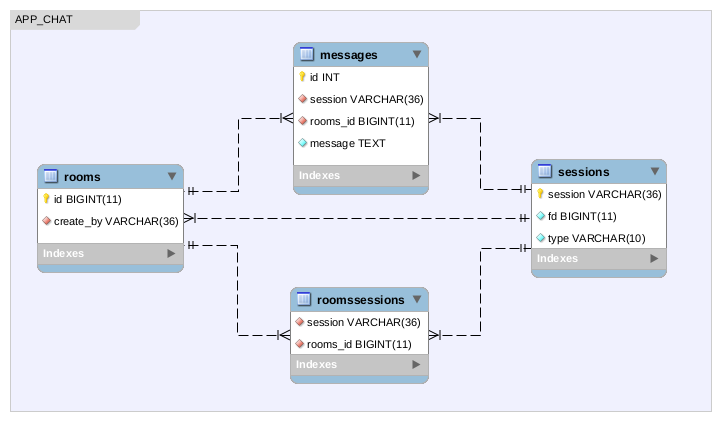 APP_CHAT
messages
id INT
session VARCHAR(36)
rooms_id BIGINT(11)
message TEXT
Indexes
rooms
id BIGINT(11)
create_by VARCHAR(36)
Indexes
sessions
session VARCHAR(36)
fd BIGINT(11)
type VARCHAR(10)
Indexes
roomssessions
session VARCHAR(36)
rooms_id BIGINT(11)
Indexes